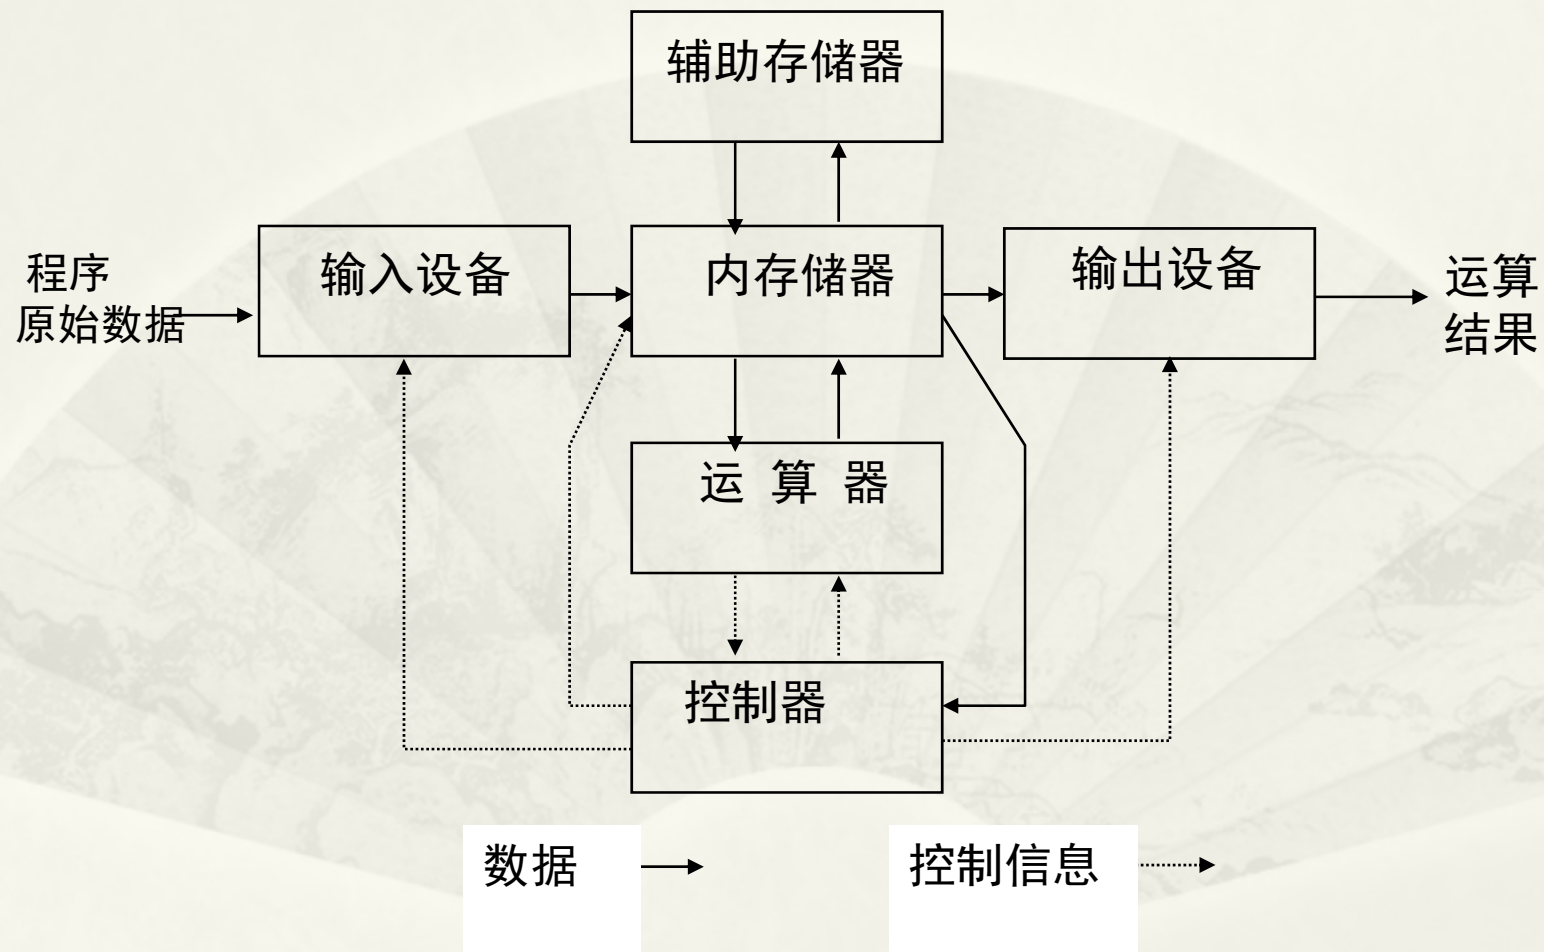 辅助存储器
程序
原始数据
输入设备
内存储器
输出设备
运算
结果
运 算 器
控制器
数据
控制信息